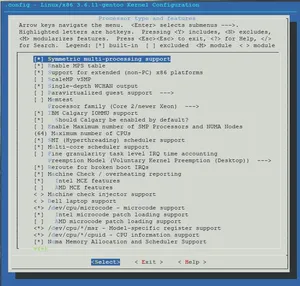 .config - Linux/x86 3.4.11-gentoo Kernel Configuration
Processor type and features
Arrow keys navigate the menu. <Enter> selects submenus --->.
Highlighted letters are hotkeys. Pressing <Y> includes, <N> excludes,
<M> modularizes features. Press <Esc><Esc> to exit, <?> for Help, </>
for Search. Legend: [*] built-in [ ] excluded <M> module < > module
[*] Symmetric multi-processing support
[ ] Enable MPS table
[*] Support for extended (non-PC) x86 platforms
[ ] ScaleMP vSMP
[*] Single-depth WCHAN output
[ ] Paravirtualized guest support --->
[ ] Memtest
Processor family (Core 2/newer Xeon) --->
[*] IBM Calgary IOMMU support
[*] Should Calgary be enabled by default?
[ ] Enable Maximum number of SMP Processors and NUMA Nodes
(64) Maximum number of CPUs
[*] SMT (Hyperthreading) scheduler support
[*] Multi-core scheduler support
[ ] Fine granularity task level IRQ time accounting
Preemption Model (Voluntary Kernel Preemption (Desktop)) --->
[*] Reroute for broken boot IRQs
[*] Machine Check / overheating reporting
[*] Intel MCE features
[ ] AMD MCE features
< > Machine check injector support
< > Dell laptop support
<*> /dev/cpu/microcode - microcode support
[*] Intel microcode patch loading support
[ ] AMD microcode patch loading support
<*> /dev/cpu/*/msr - Model-specific register support
<*> /dev/cpu/*/cpuid - CPU information support
[*] Numa Memory Allocation and Scheduler Support
<Select> < Exit > < Help >